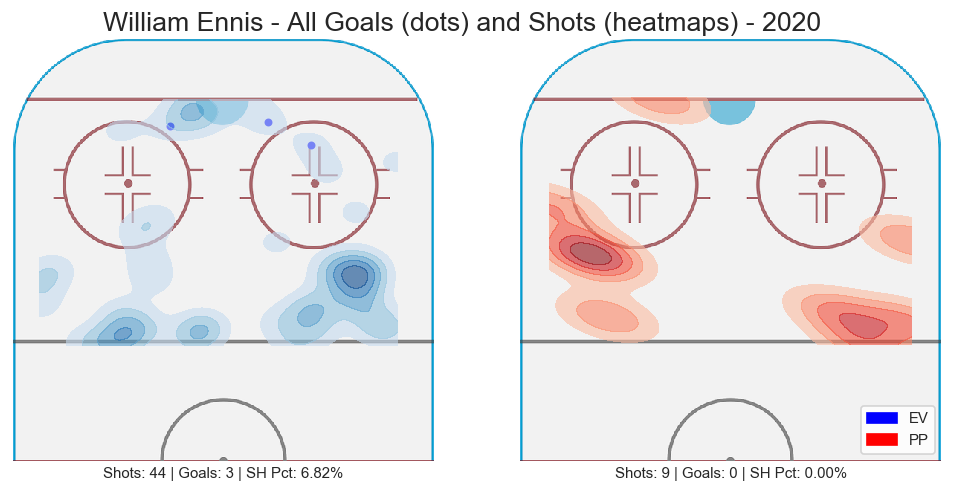 William Ennis - All Goals (dots) and Shots (heatmaps) - 2020
EV
PP
Shots: 44 | Goals: 3 | SH Pct: 6.82%
Shots: 9 | Goals: 0 | SH Pct: 0.00%